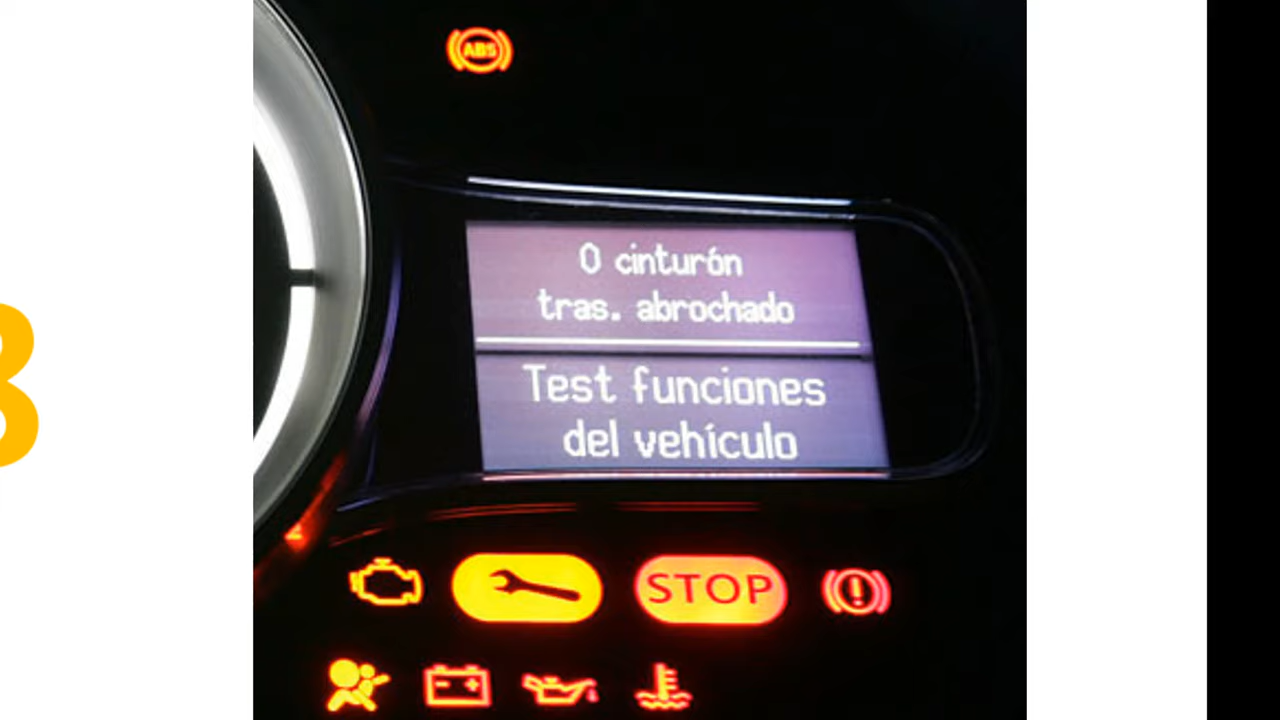 ABS
0 cinturón
tras. abrochado
Test funciones
del vehículo
STOP